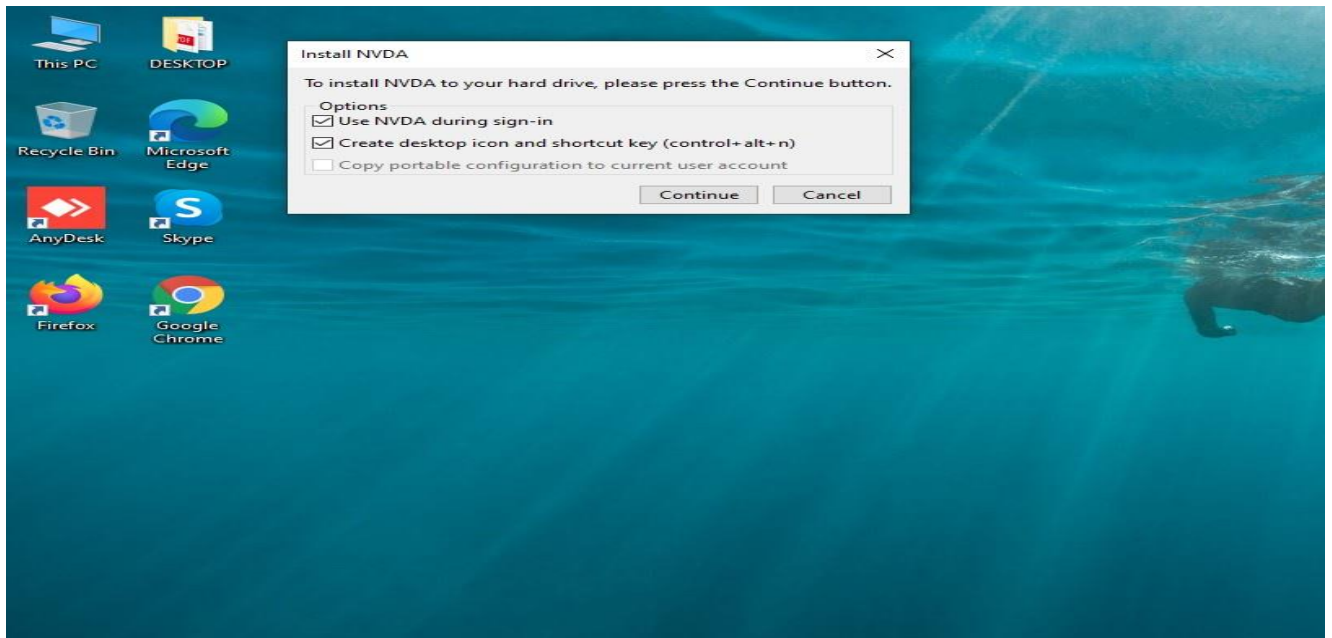 This PC
DESKTOP
Recycle Bin
Microsoft
Edge
AnyDesk
Skype
Firefox
Google
Chrome
Install NVDA
To install NVDA to your hard drive, please press the Continue button.
Options
Use NVDA during sign-in
Create desktop icon and shortcut key (control+alt+n)
Copy portable configuration to current user account
Continue
Cancel